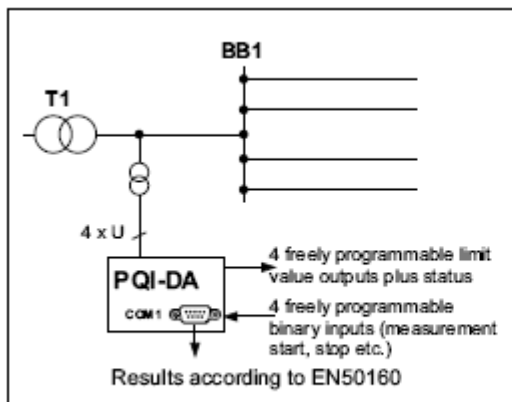 BB1
T1
4 x U
PQI-DA
COM1
4 freely programmable limit
value outputs plus status
4 freely programmable
binary inputs (measurement
start, stop etc.)
Results according to EN50160